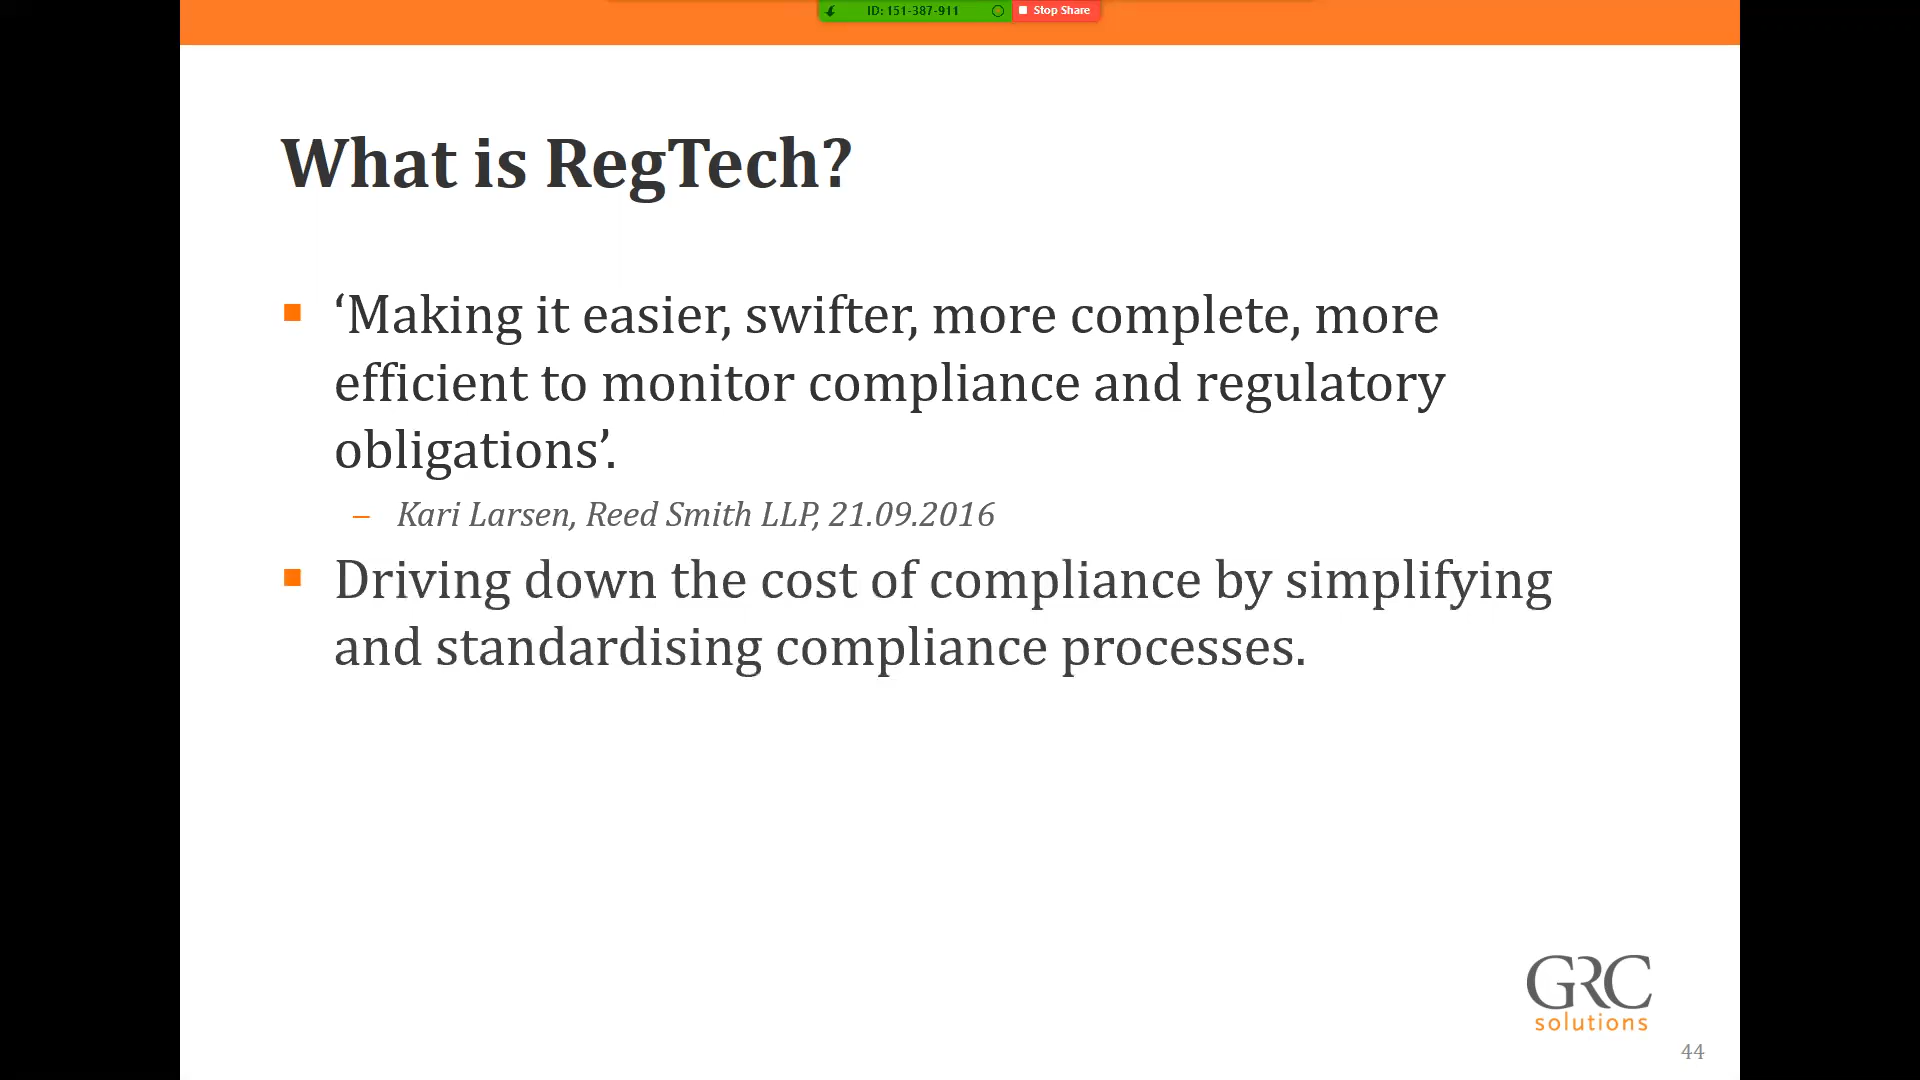 ID: 151-387-911
Stop Share
What is RegTech?
‘Making it easier, swifter, more complete, more
efficient to monitor compliance and regulatory
obligations’.
– Kari Larsen, Reed Smith LLP, 21.09.2016
Driving down the cost of compliance by simplifying
and standardising compliance processes.
GRC
solutions
44